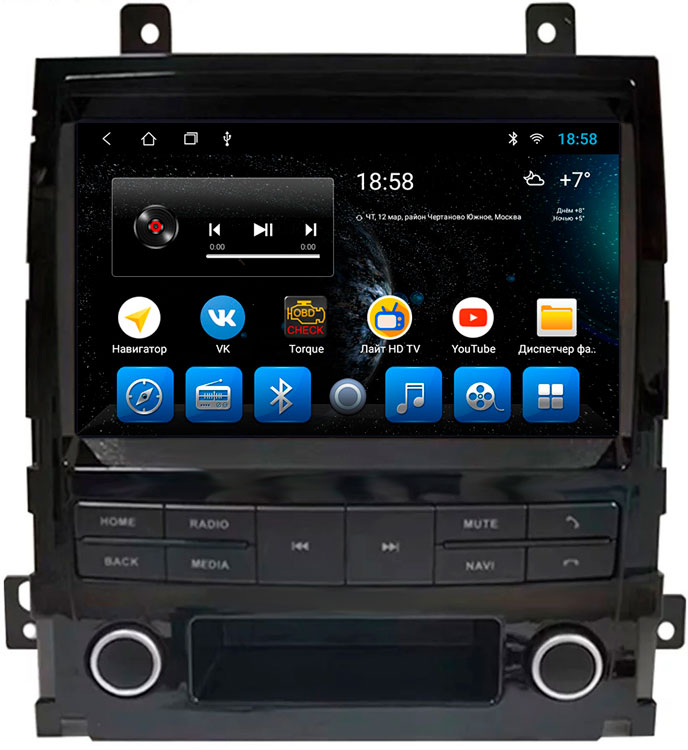 18:58
18:58
+7°
ЧТ, 12 мар, район Чертаново Южное, Москва
Днём +8°
Ночью +5°
0:00 0:00
OBD
CHECK
Навигатор VK Torque Лайт HD TV YouTube Диспетчер фа..
HOME RADIO MUTE
BACK MEDIA NAVI